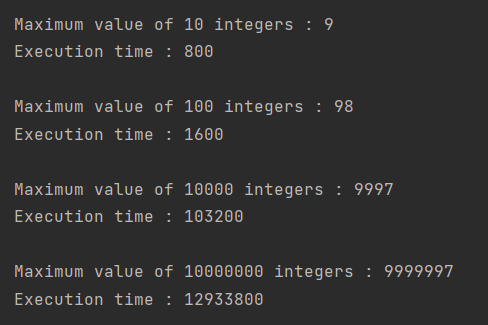 Maximum value of 10 integers : 9
Execution time : 800
Maximum value of 100 integers : 98
Execution time : 1600
Maximum value of 10000 integers : 9997
Execution time : 103200
Maximum value of 10000000 integers : 9999997
Execution time : 12933800